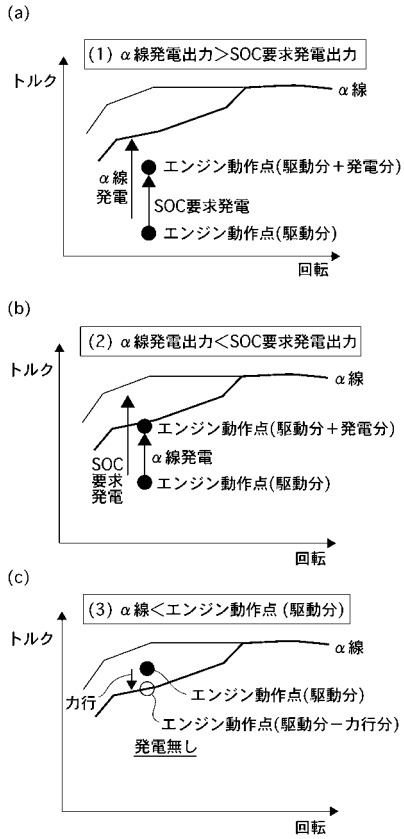 (a)
(1) α線発電出力＞SOC要求発電出力
トルク
α線
α線
発電
エンジン動作点(駆動分＋発電分)
SOC要求発電
エンジン動作点(駆動分)
回転
(b)
(2) α線発電出力＜SOC要求発電出力
トルク
α線
エンジン動作点(駆動分＋発電分)
SOC
要求
発電
α線発電
エンジン動作点(駆動分)
回転
(c)
(3) α線＜エンジン動作点 (駆動分)
トルク
α線
力行
エンジン動作点(駆動分)
エンジン動作点(駆動分－力行分)
発電無し
回転